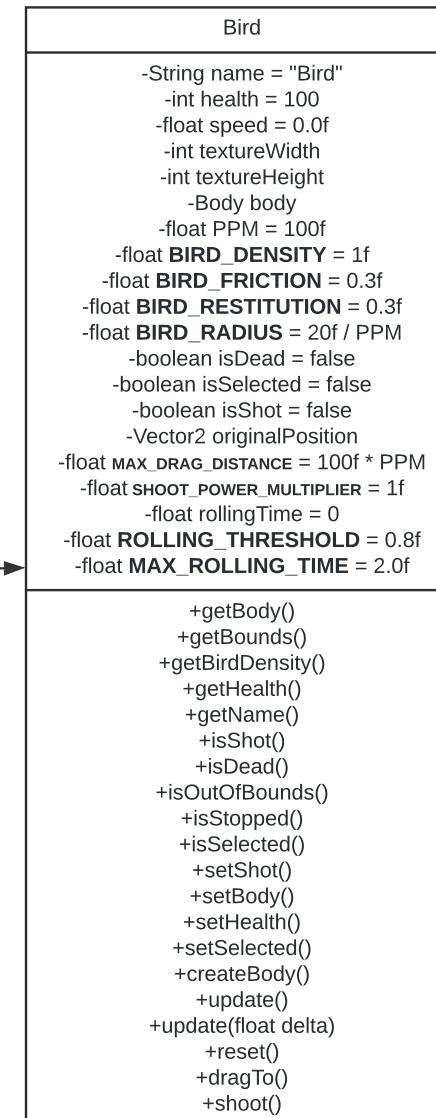 Bird
-String name = "Bird"
-int health = 100
-float speed = 0.0f
-int textureWidth
-int textureHeight
-Body body
-float PPM = 100f
-float BIRD_DENSITY = 1f
-float BIRD_FRICTION = 0.3f
-float BIRD_RESTITUTION = 0.3f
-float BIRD_RADIUS = 20f / PPM
-boolean isDead = false
-boolean isSelected = false
-boolean isShot = false
-Vector2 originalPosition
-float MAX_DRAG_DISTANCE = 100f * PPM
-float SHOOT_POWER_MULTIPLIER = 1f
-float rollingTime = 0
-float ROLLING_THRESHOLD = 0.8f
-float MAX_ROLLING_TIME = 2.0f
+getBody()
+getBounds()
+getBirdDensity()
+getHealth()
+getName()
+isShot()
+isDead()
+isOutOfBounds()
+isStopped()
+isSelected()
+setShot()
+setBody()
+setHealth()
+setSelected()
+createBody()
+update()
+update(float delta)
+reset()
+dragTo()
+shoot()